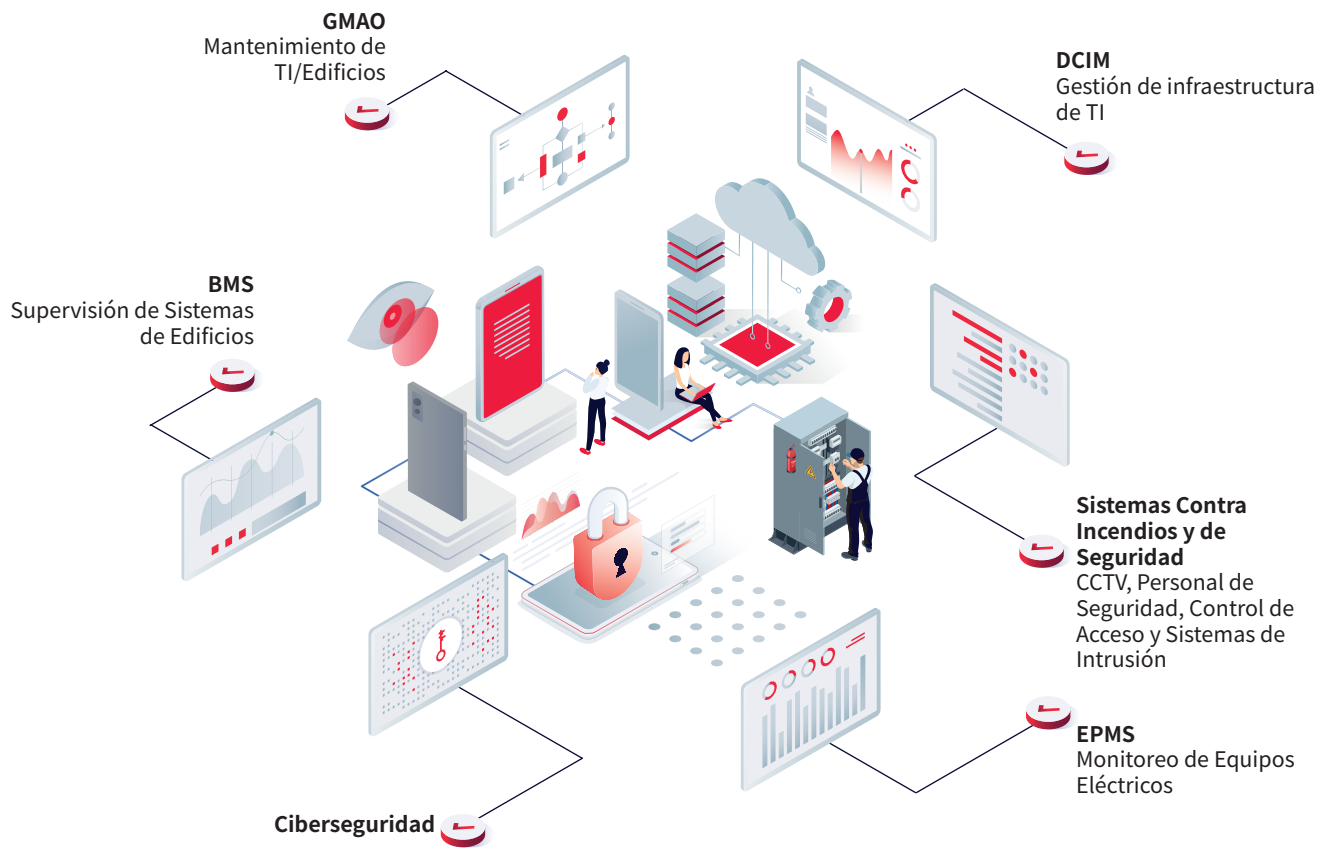 GMAO
Mantenimiento de
TI/Edificios
DCIM
Gestión de infraestructura
de TI
BMS
Supervisión de Sistemas
de Edificios
Sistemas Contra
Incendios y de
Seguridad
CCTV, Personal de
Seguridad, Control de
Acceso y Sistemas de
Intrusión
EPMS
Monitoreo de Equipos
Eléctricos
Ciberseguridad